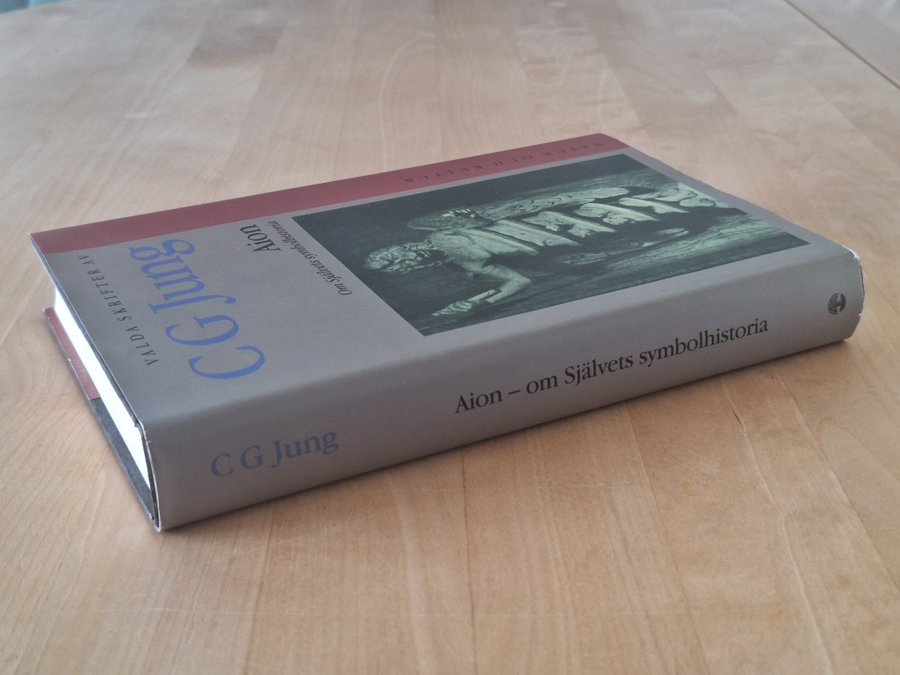 VALDA SKRIFTER AV
C G Jung
Aion
Om Självets symbolhistoria
NATUR OCH KULTUR
C G Jung
Aion – om Självets symbolhistoria